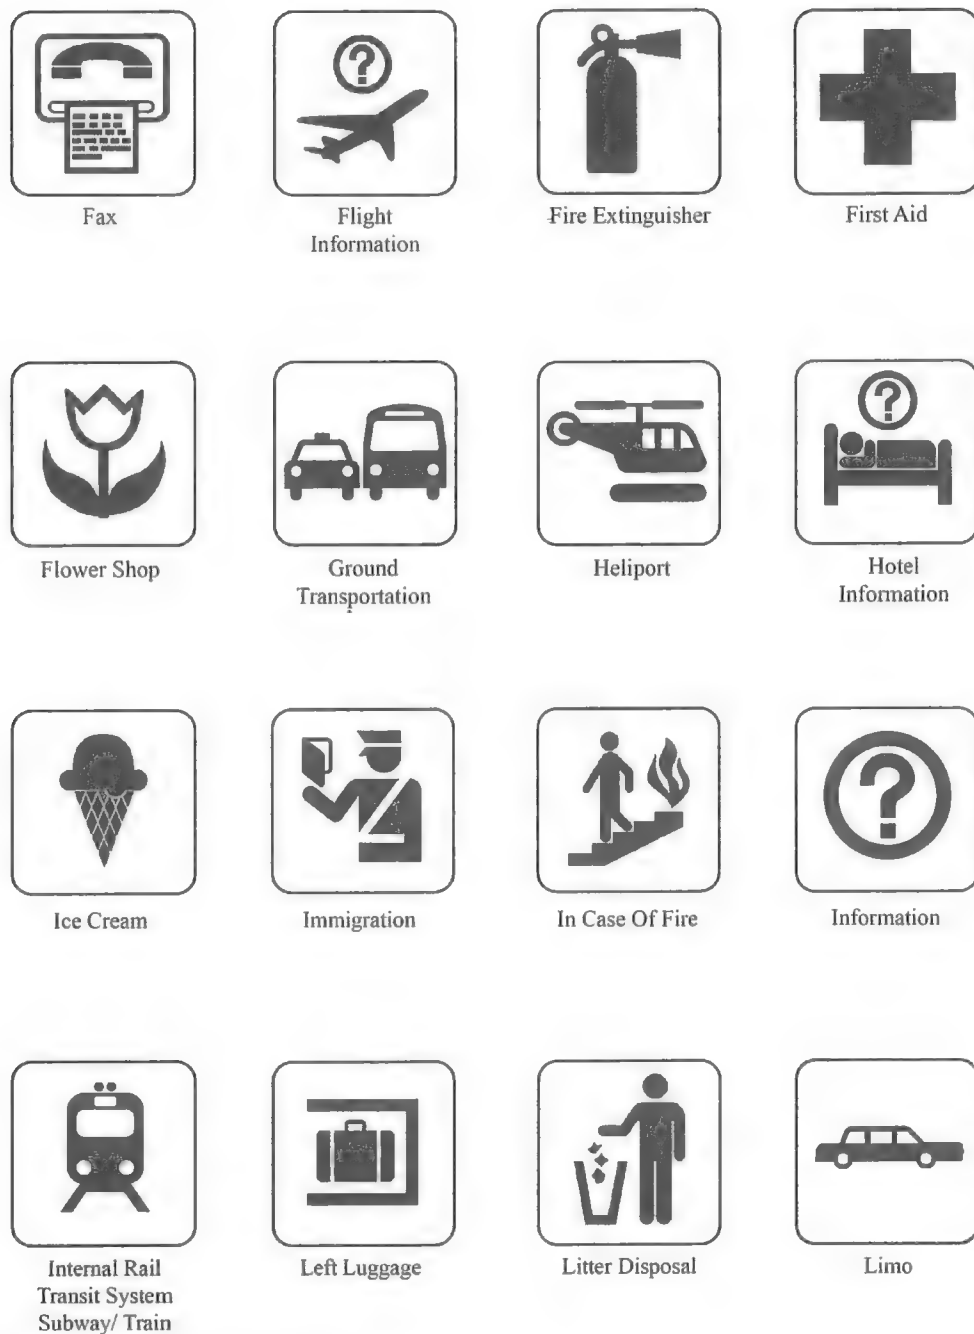 ?
Fax
Flight
Information
Fire Extinguisher
First Aid
?
Flower Shop
Ground
Transportation
Heliport
Hotel
Information
?
Ice Cream
Immigration
In Case Of Fire
Information
Internal Rail
Transit System
Subway/ Train
Left Luggage
Litter Disposal
Limo